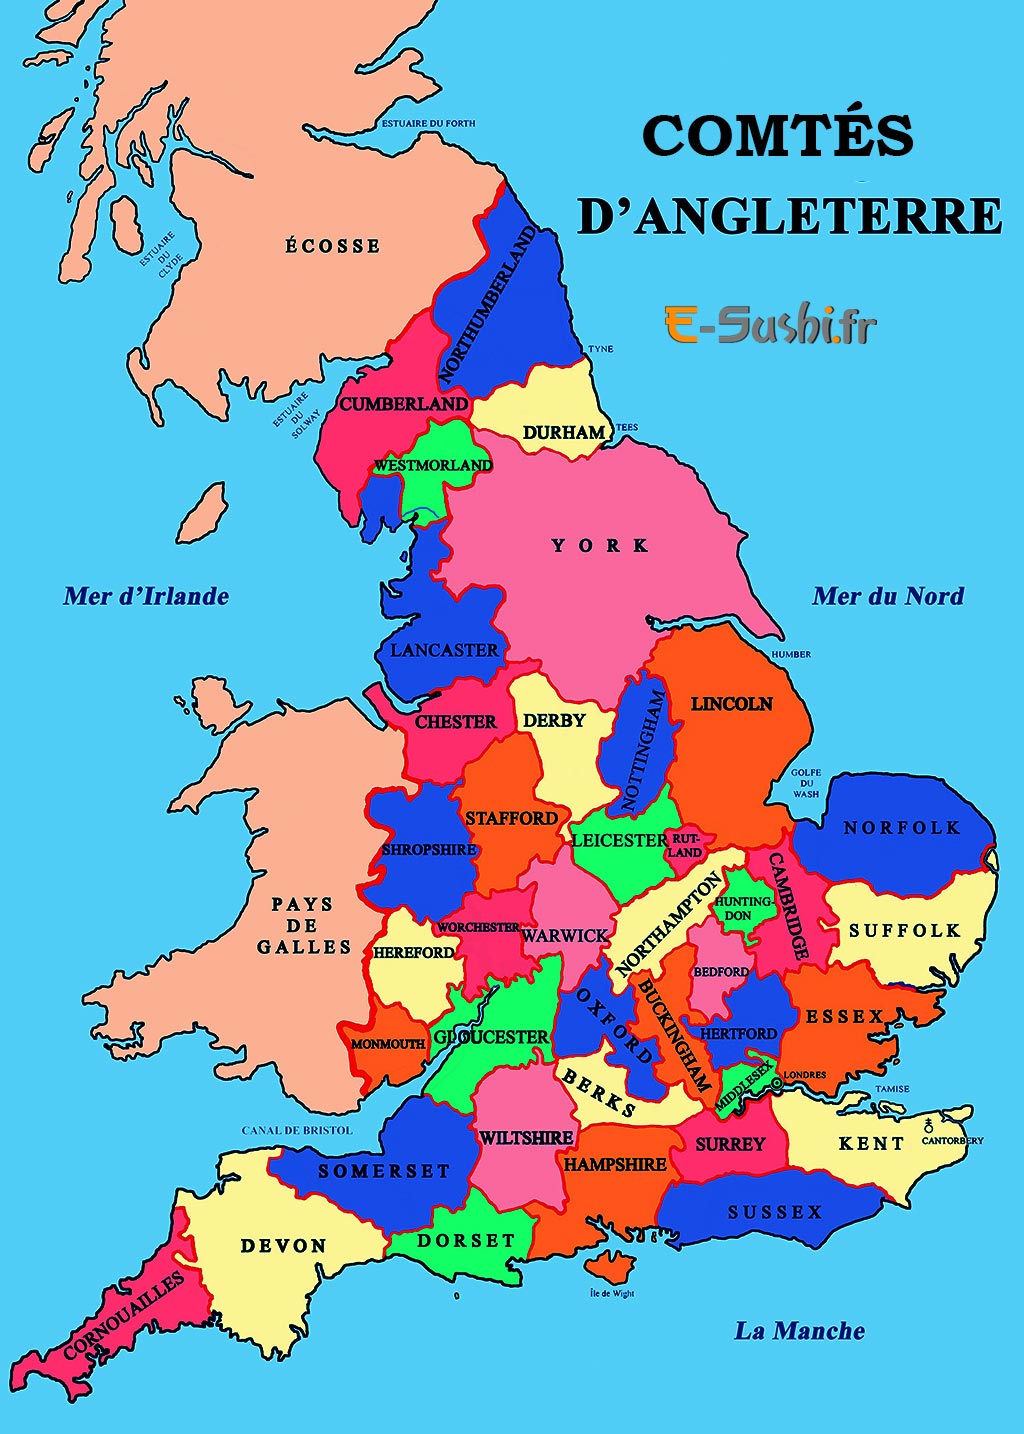 COMTÉS
D'ANGLETERRE
E-Sushi.fr
ESTUAIRE DU FORTH
ÉCOSSE
ESTUAIRE
DU
CLYDE
NORTHUMBERLAND
TYNE
ESTUAIRE
DU
SOLWAY
CUMBERLAND
DURHAM
TEES
WESTMORLAND
YORK
Mer d'Irlande
Mer du Nord
LANCASTER
HUMBER
CHESTER
DERBY
NOTTINGHAM
LINCOLN
GOLFE
DU
WASH
STAFFORD
LEICESTER
RUT-
LAND
NORFOLK
SHROPSHIRE
CAMBRIDGE
PAYS
DE
GALLES
NORTHAMPTON
HUNTING-
DON
WORCHESTER
WARWICK
SUFFOLK
HEREFORD
BEDFORD
OXFORD
BUCKINGHAM
HERTFORD
ESSEX
MONMOUTH
GLOUCESTER
MIDDLESEX
LONDRES
TAMISE
BERKS
CANAL DE BRISTOL
WILTSHIRE
SURREY
KENT
CANTORBERY
SOMERSET
HAMPSHIRE
SUSSEX
DEVON
DORSET
CORNOUAILLES
Île de Wight
La Manche